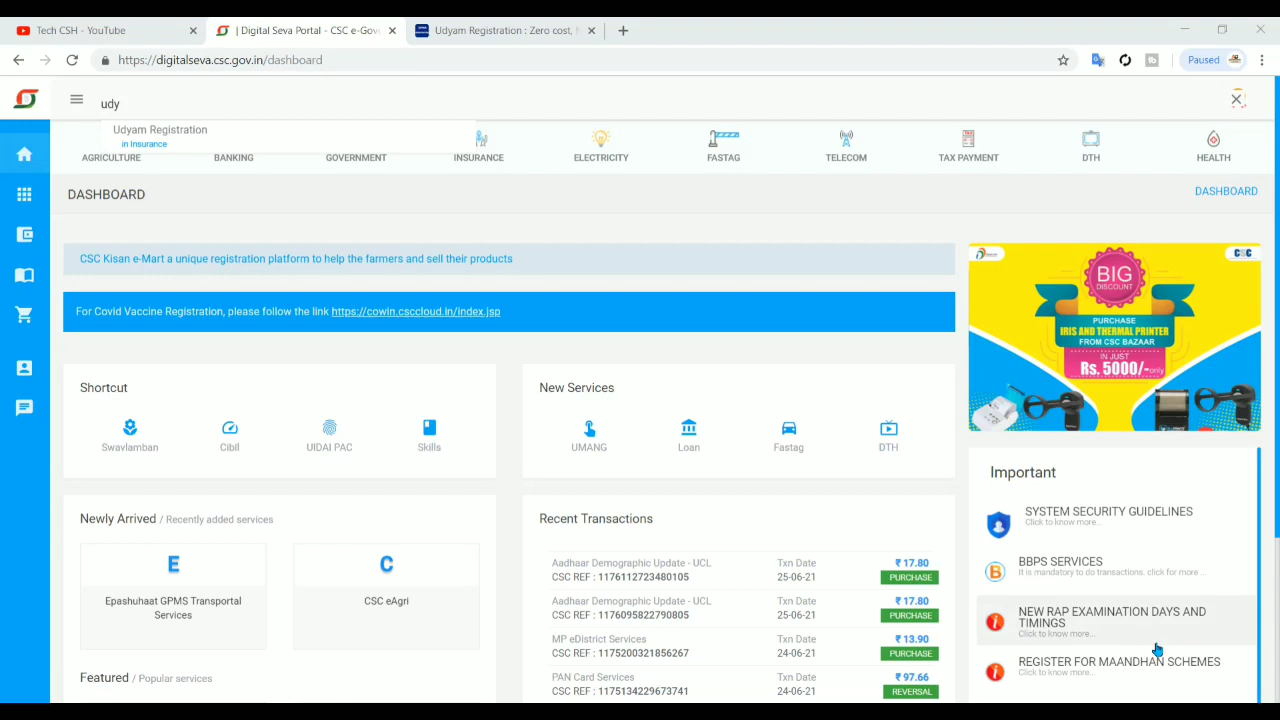 Tech CSH - YouTube
| Digital Seva Portal - CSC e-Gov
Udyam Registration : Zero cost,
https://digitalseva.csc.gov.in/dashboard
Paused
udy
Udyam Registration
in Insurance
AGRICULTURE
BANKING
GOVERNMENT
INSURANCE
ELECTRICITY
FASTAG
TELECOM
TAX PAYMENT
DTH
HEALTH
DASHBOARD
DASHBOARD
CSC Kisan e-Mart a unique registration platform to help the farmers and sell their products
For Covid Vaccine Registration, please follow the link https://cowin.csccloud.in/index.jsp
BIG
DISCOUNT
CSC
PURCHASE
IRIS AND THERMAL PRINTER
FROM CSC BAZAAR
IN JUST
Rs. 5000/-only
Shortcut
Swavlamban
Cibil
UIDAI PAC
Skills
New Services
UMANG
Loan
Fastag
DTH
Newly Arrived / Recently added services
E
Epashuhaat GPMS Transportal
Services
C
CSC eAgri
Featured / Popular services
Recent Transactions
Aadhaar Demographic Update - UCL Txn Date ₹ 17.80
CSC REF : 1176112723480105 25-06-21 PURCHASE
Aadhaar Demographic Update - UCL Txn Date ₹ 17.80
CSC REF : 1176095822790805 25-06-21 PURCHASE
MP eDistrict Services Txn Date ₹ 13.90
CSC REF : 1175200321856267 24-06-21 PURCHASE
PAN Card Services Txn Date ₹ 97.66
CSC REF : 1175134229673741 24-06-21 REVERSAL
Important
SYSTEM SECURITY GUIDELINES
Click to know more...
BBPS SERVICES
It is mandatory to do transactions. click for more ...
NEW RAP EXAMINATION DAYS AND
TIMINGS
Click to know more...
REGISTER FOR MAANDHAN SCHEMES
Click to know more...